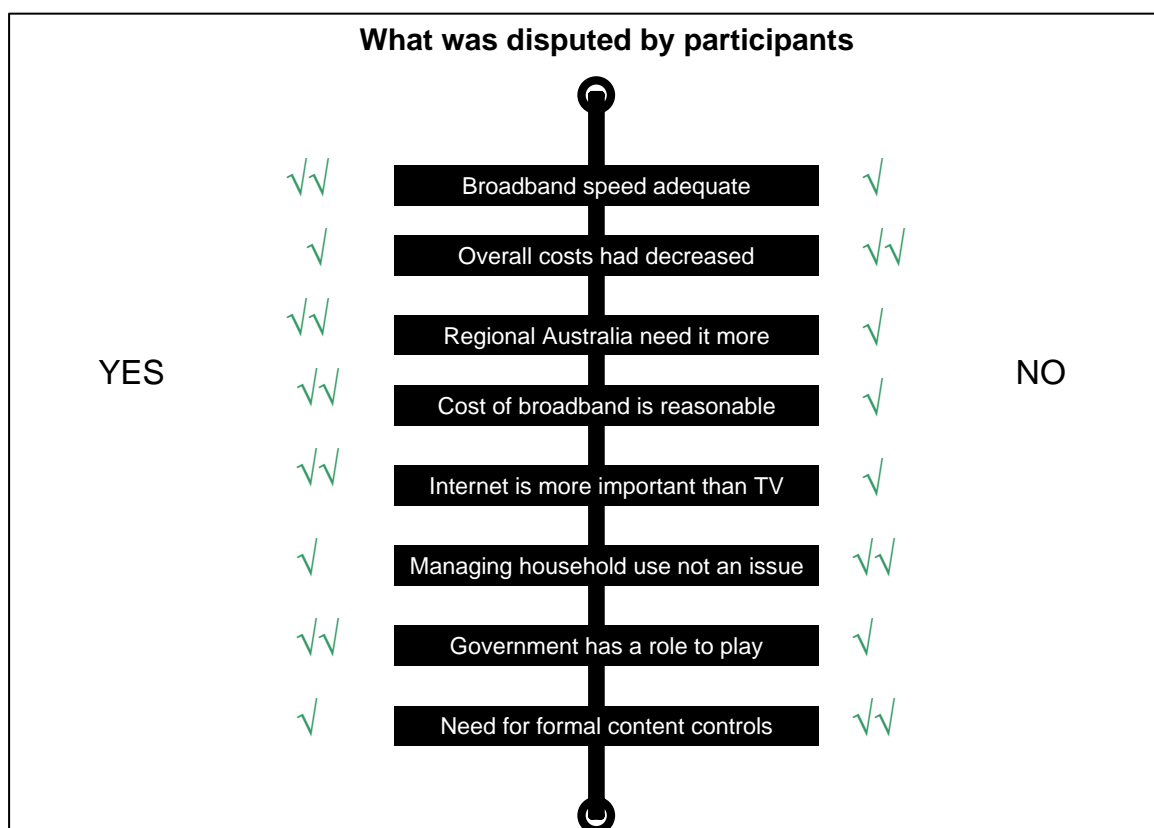 What was disputed by participants
√√ Broadband speed adequate √
√ Overall costs had decreased √√
√√ Regional Australia need it more √
YES NO
√√ Cost of broadband is reasonable √
√√ Internet is more important than TV √
√ Managing household use not an issue √√
√√ Government has a role to play √
√ Need for formal content controls √√